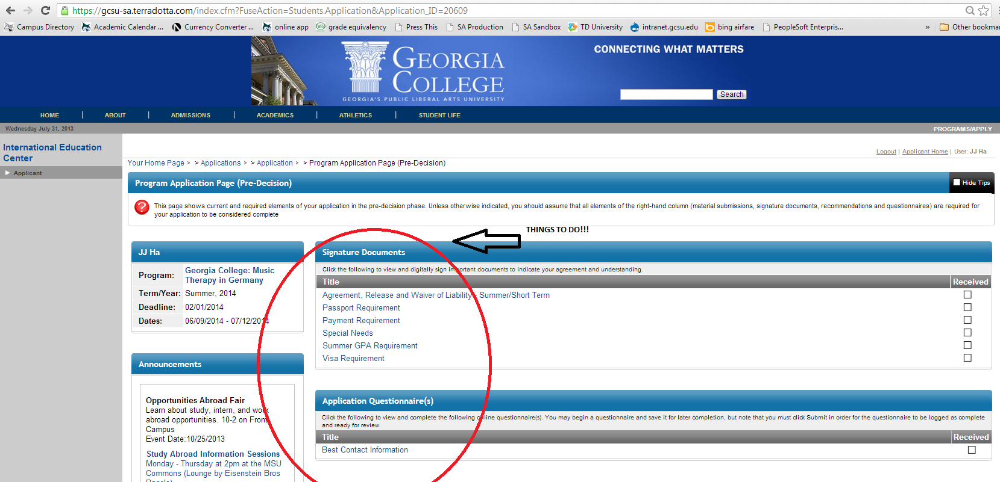 https://gcsu-sa.terradotta.com/index.cfm?FuseAction=Students.Application&Application_ID=20609
Campus Directory Academic Calendar ... Currency Converter ... online app WES grade equivalency Press This SA Production SA Sandbox TD University intranet.gcsu.edu bing airfare PeopleSoft Enterpris... » Other bookmar
GEORGIA COLLEGE
GEORGIA'S PUBLIC LIBERAL ARTS UNIVERSITY
CONNECTING WHAT MATTERS
Search
HOME | ABOUT | ADMISSIONS | ACADEMICS | ATHLETICS | STUDENT LIFE
Wednesday July 31, 2013 PROGRAMS/APPLY
International Education
Center
Applicant
Logout | Applicant Home | User: JJ Ha
Your Home Page > > Applications > > Application > > Program Application Page (Pre-Decision)
Program Application Page (Pre-Decision) Hide Tips
? This page shows current and required elements of your application in the pre-decision phase. Unless otherwise indicated, you should assume that all elements of the right-hand column (material submissions, signature documents, recommendations and questionnaires) are required for
your application to be considered complete
THINGS TO DO!!!
JJ Ha
Program: Georgia College: Music
Therapy in Germany
Term/Year: Summer, 2014
Deadline: 02/01/2014
Dates: 06/09/2014 - 07/12/2014
Announcements
Opportunities Abroad Fair
Learn about study, intern, and work
abroad opportunities. 10-2 on Front
Campus
Event Date:10/25/2013
Study Abroad Information Sessions
Monday - Thursday at 2pm at the MSU
Commons (Lounge by Eisenstein Bros
Signature Documents
Click the following to view and digitally sign important documents to indicate your agreement and understanding.
Title Received
Agreement, Release and Waiver of Liability - Summer/Short Term
Passport Requirement
Payment Requirement
Special Needs
Summer GPA Requirement
Visa Requirement
Application Questionnaire(s)
Click the following to view and complete the following online questionnaire(s). You may begin a questionnaire and save it for later completion, but note that you must click Submit in order for the questionnaire to be logged as complete
and ready for review.
Title Received
Best Contact Information